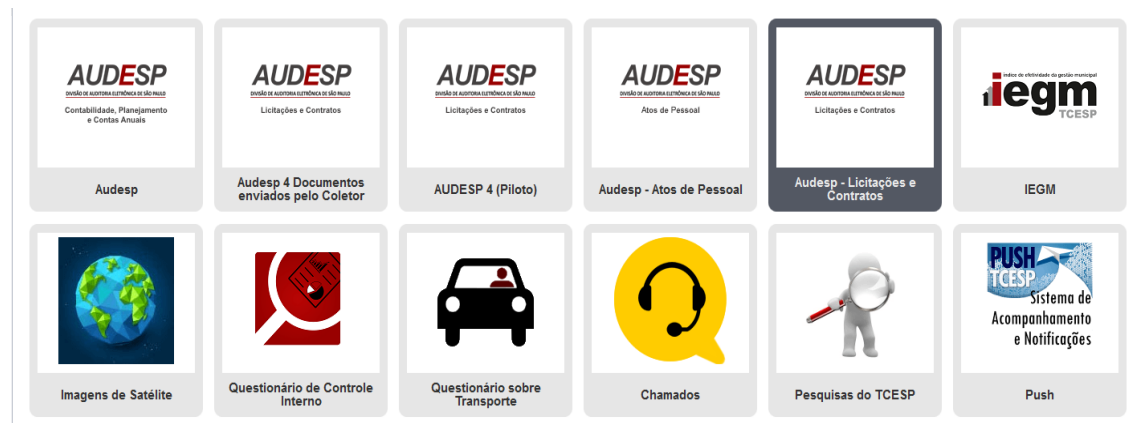 AUDESP
DIVISÃO DE AUDITORIA ELETRÔNICA DE SÃO PAULO
Contabilidade, Planejamento
e Contas Anuais
Audesp
AUDESP
DIVISÃO DE AUDITORIA ELETRÔNICA DE SÃO PAULO
Licitações e Contratos
Audesp 4 Documentos
enviados pelo Coletor
AUDESP
DIVISÃO DE AUDITORIA ELETRÔNICA DE SÃO PAULO
Licitações e Contratos
AUDESP 4 (Piloto)
AUDESP
DIVISÃO DE AUDITORIA ELETRÔNICA DE SÃO PAULO
Atos de Pessoal
Audesp - Atos de Pessoal
AUDESP
DIVISÃO DE AUDITORIA ELETRÔNICA DE SÃO PAULO
Licitações e Contratos
Audesp - Licitações e
Contratos
índice de efetividade da gestão municipal
iegm
TCESP
IEGM
Imagens de Satélite
Questionário de Controle
Interno
Questionário sobre
Transporte
Chamados
Pesquisas do TCESP
PUSH
TCESP
Sistema de
Acompanhamento
e Notificações
Push